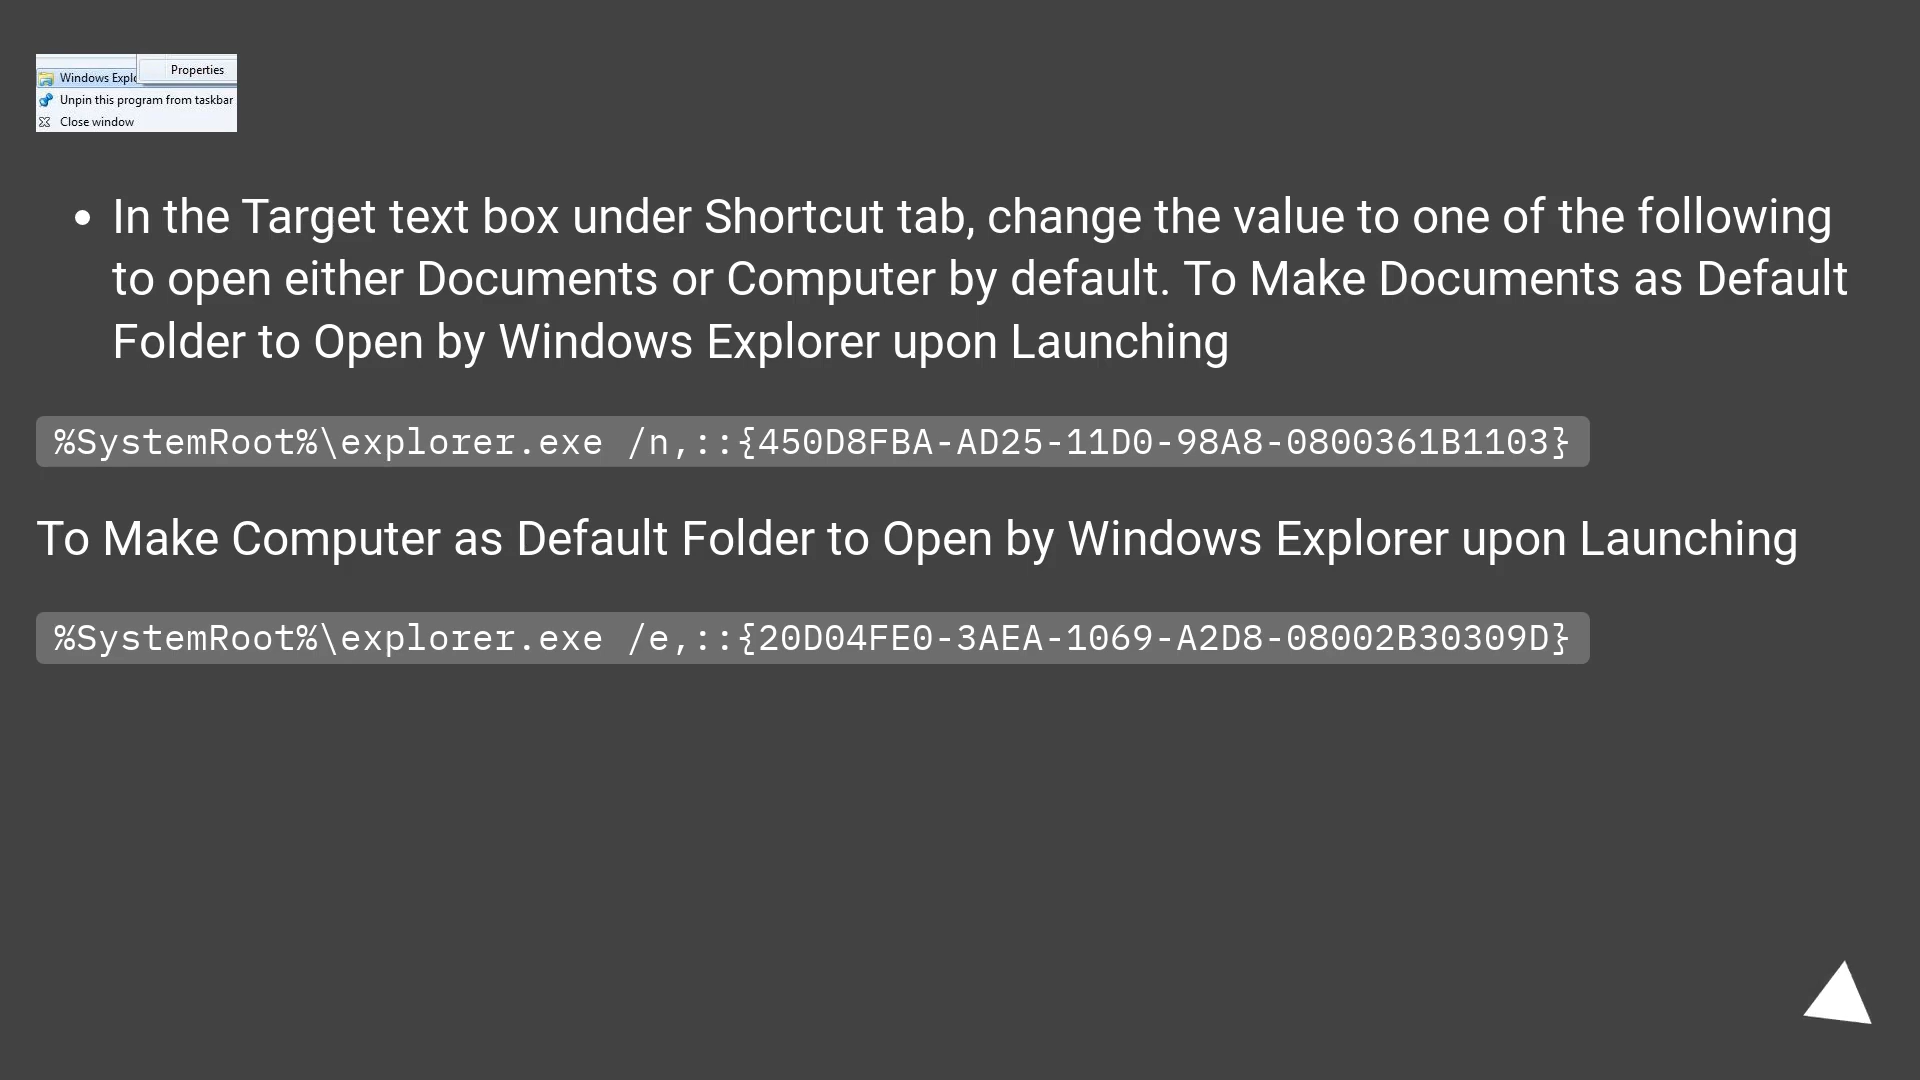 Properties
Windows Explo
Unpin this program from taskbar
Close window
In the Target text box under Shortcut tab, change the value to one of the following
to open either Documents or Computer by default. To Make Documents as Default
Folder to Open by Windows Explorer upon Launching
%SystemRoot%\explorer.exe /n,::{450D8FBA-AD25-11D0-98A8-0800361B1103}
To Make Computer as Default Folder to Open by Windows Explorer upon Launching
%SystemRoot%\explorer.exe /e,::{20D04FE0-3AEA-1069-A2D8-08002B30309D}